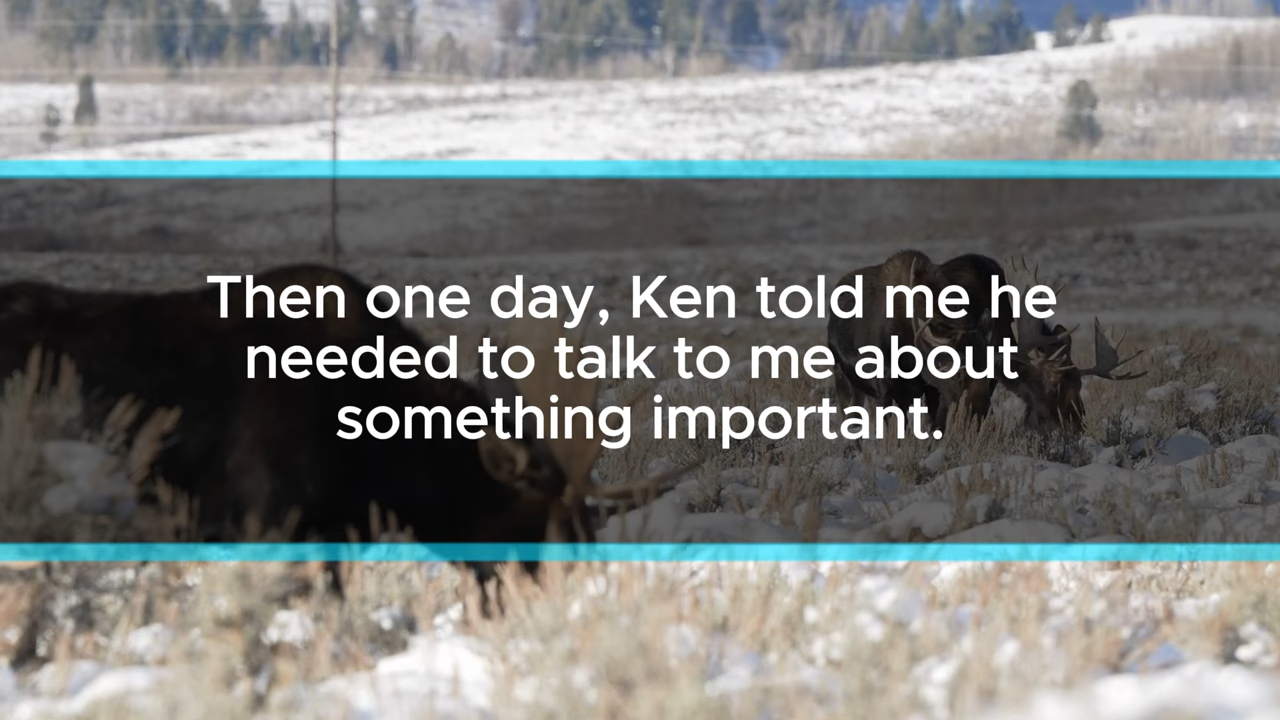 Then one day, Ken told me he
needed to talk to me about
something important.